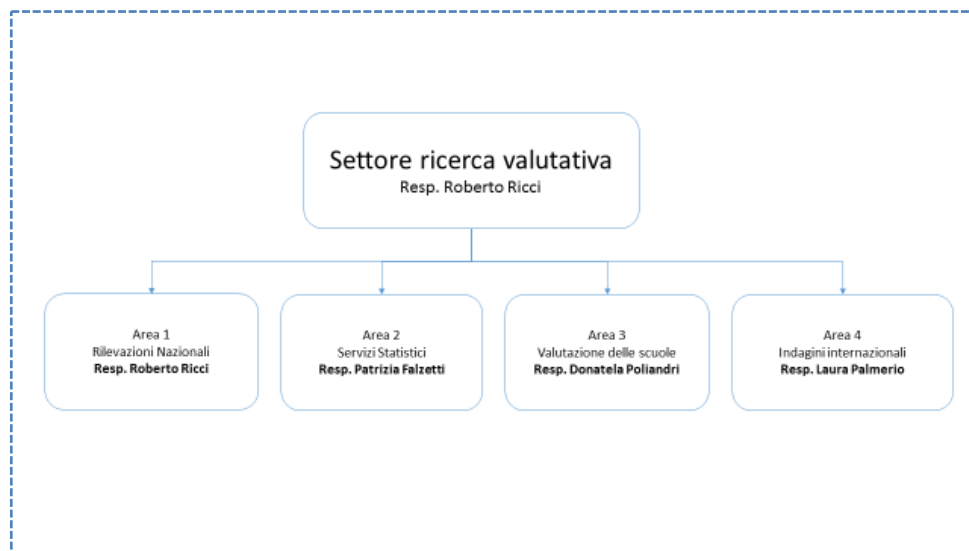 Settore ricerca valutativa
Resp. Roberto Ricci
Area 1
Rilevazioni Nazionali
Resp. Roberto Ricci
Area 2
Servizi Statistici
Resp. Patrizia Falzetti
Area 3
Valutazione delle scuole
Resp. Donatela Poliandri
Area 4
Indagini internazionali
Resp. Laura Palmerio